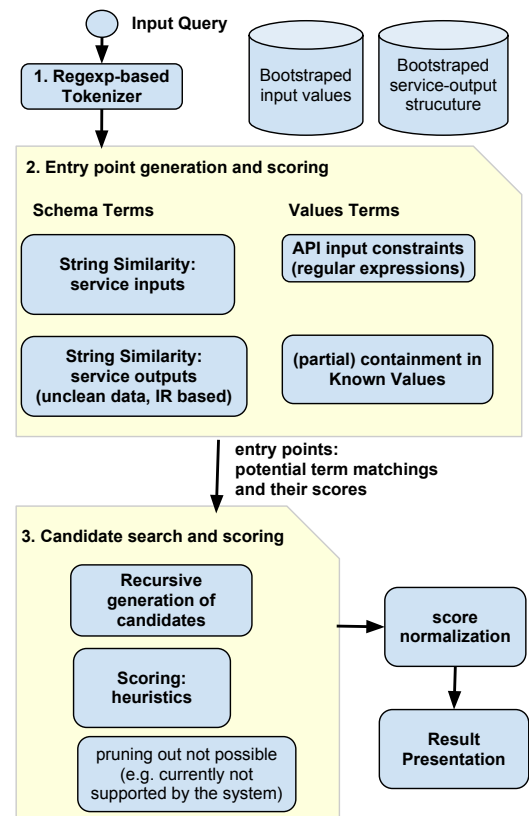 Input Query
1. Regexp-based
Tokenizer
Bootstraped
input values
Bootstraped
service-output
strucuture
2. Entry point generation and scoring
Schema Terms
Values Terms
String Similarity:
service inputs
API input constraints
(regular expressions)
String Similarity:
service outputs
(unclean data, IR based)
(partial) containment in
Known Values
entry points:
potential term matchings
and their scores
3. Candidate search and scoring
Recursive
generation of
candidates
Scoring:
heuristics
pruning out not possible
(e.g. currently not
supported by the system)
score
normalization
Result
Presentation